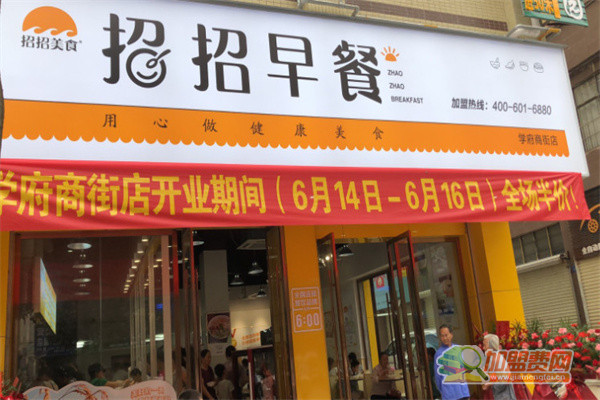 招招美食
招招早餐
ZHAO
ZHAO
BREAKFAST
加盟热线：400-601-6880
用心做健康美食
学府商街店
学府商街店开业期间（6月14日－6月16日）全场半价！
6:00
加盟费网